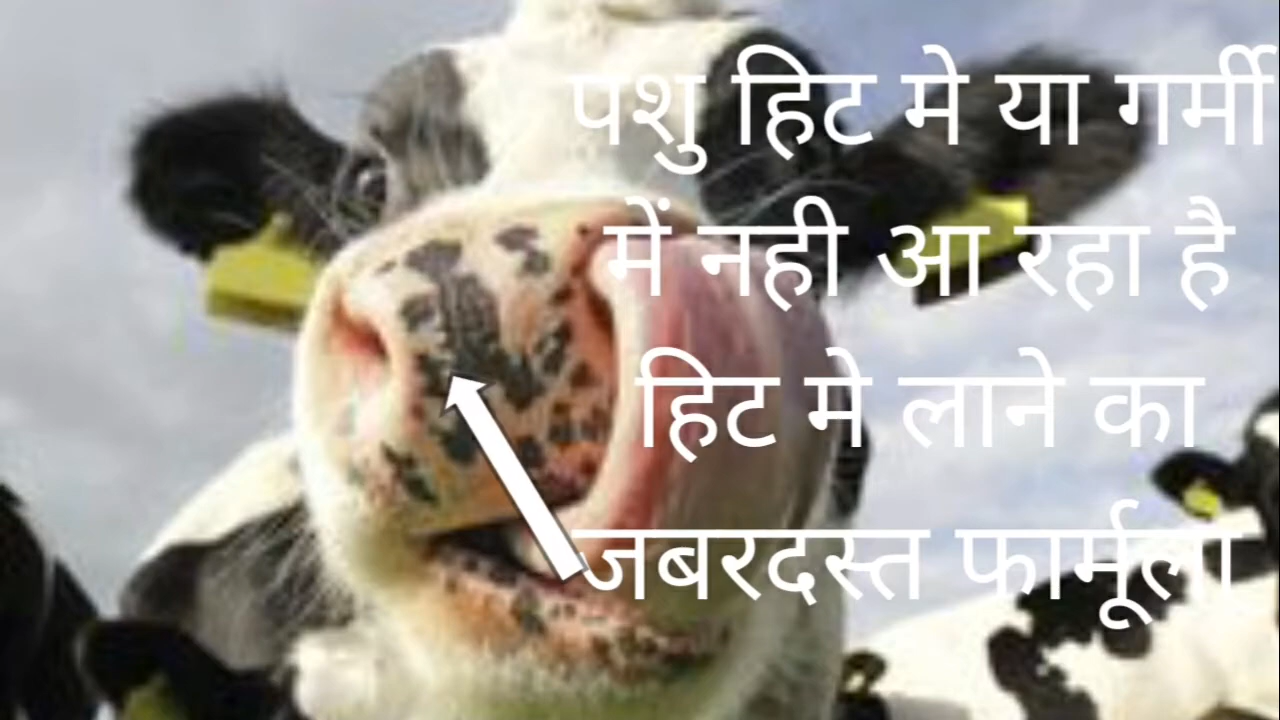 पशु हिट मे या गर्मी
में नही आ रहा है
हिट मे लाने का
जबरदस्त फार्मूला